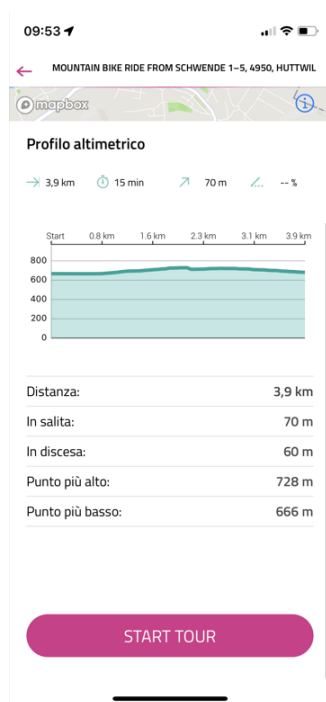 09:53
MOUNTAIN BIKE RIDE FROM SCHWENDE 1–5, 4950, HUTTWIL
mapbox
Profilo altimetrico
3,9 km 15 min 70 m -- %
Start 0.8 km 1.6 km 2.3 km 3.1 km 3.9 km
800
600
400
200
0
Distanza: 3,9 km
In salita: 70 m
In discesa: 60 m
Punto più alto: 728 m
Punto più basso: 666 m
START TOUR